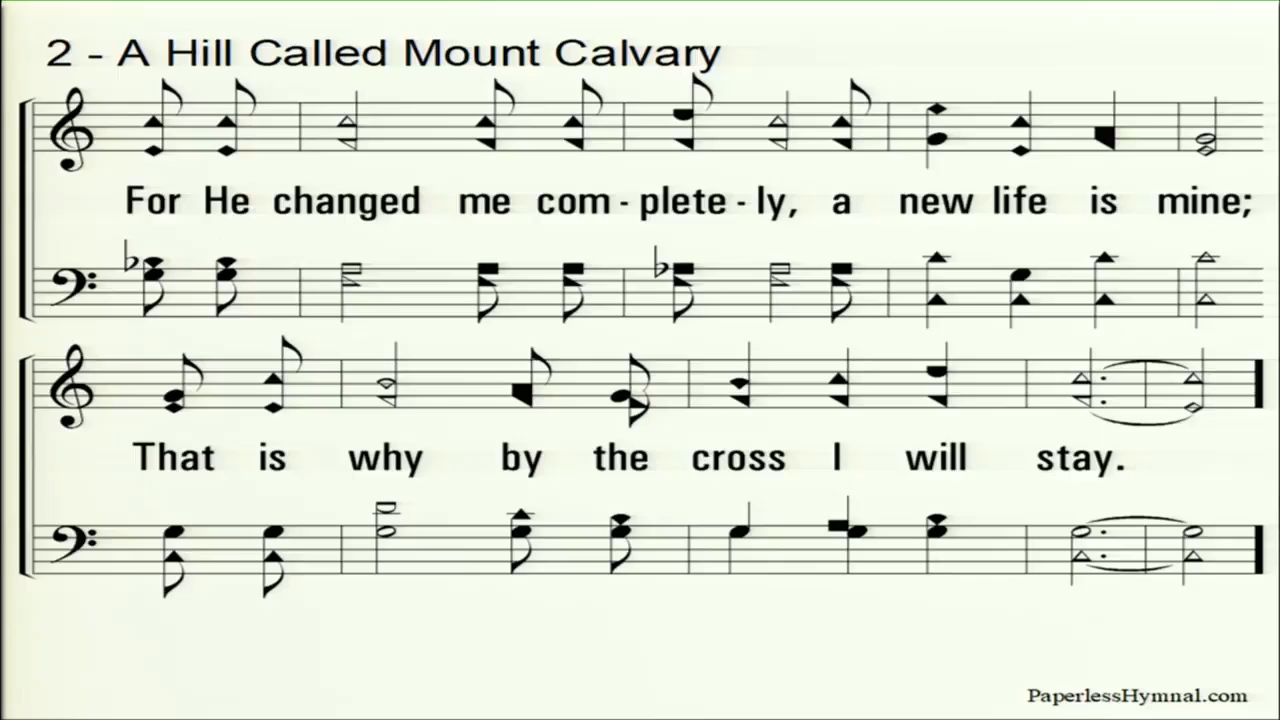 2 - A Hill Called Mount Calvary
For He changed me com - plete - ly, a new life is mine;
That is why by the cross I will stay.
PaperlessHymnal.com